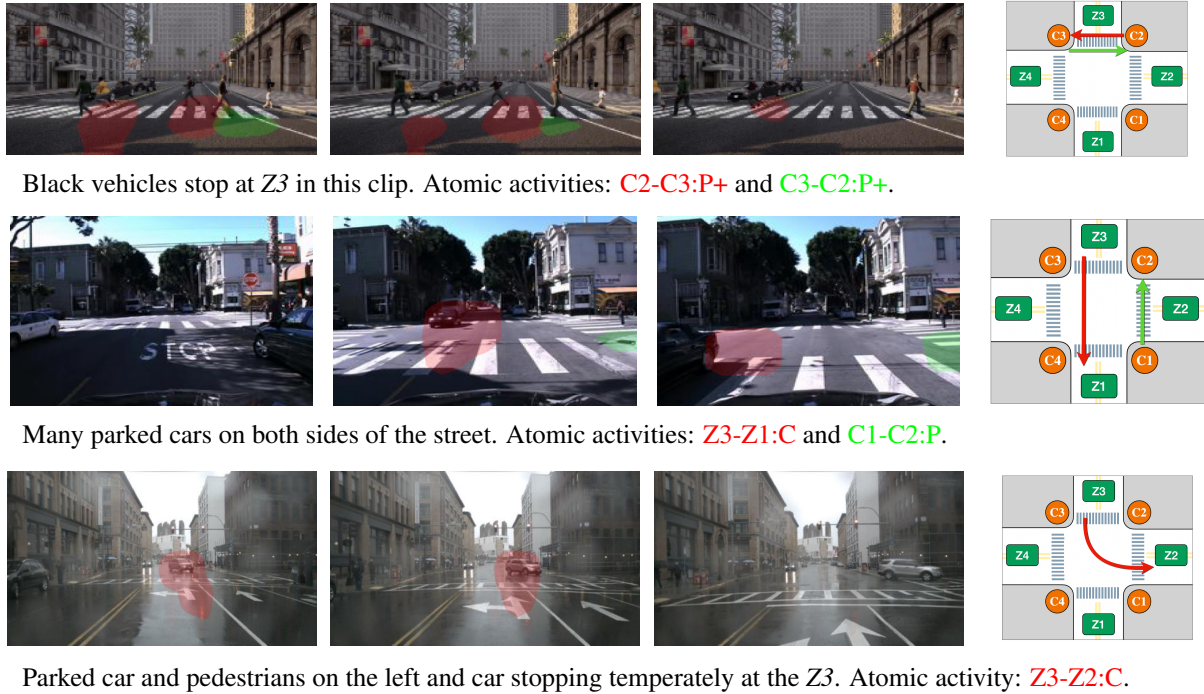 Z3
C3
C2
Z4
Z2
C4
C1
Z1
Black vehicles stop at Z3 in this clip. Atomic activities: C2-C3:P+ and C3-C2:P+.
STOP
Z3
C3
C2
Z4
Z2
C4
C1
Z1
Many parked cars on both sides of the street. Atomic activities: Z3-Z1:C and C1-C2:P.
Z3
C3
C2
Z4
Z2
C4
C1
Z1
Parked car and pedestrians on the left and car stopping temperately at the Z3. Atomic activity: Z3-Z2:C.